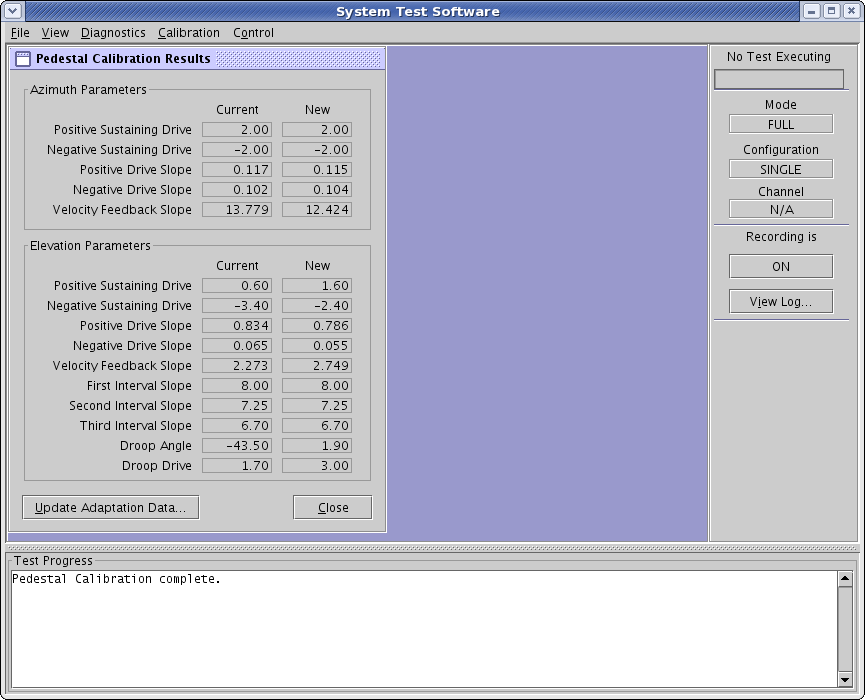 System Test Software
File View Diagnostics Calibration Control
Pedestal Calibration Results
Azimuth Parameters
Current New
Positive Sustaining Drive 2.00 2.00
Negative Sustaining Drive -2.00 -2.00
Positive Drive Slope 0.117 0.115
Negative Drive Slope 0.102 0.104
Velocity Feedback Slope 13.779 12.424
Elevation Parameters
Current New
Positive Sustaining Drive 0.60 1.60
Negative Sustaining Drive -3.40 -2.40
Positive Drive Slope 0.834 0.786
Negative Drive Slope 0.065 0.055
Velocity Feedback Slope 2.273 2.749
First Interval Slope 8.00 8.00
Second Interval Slope 7.25 7.25
Third Interval Slope 6.70 6.70
Droop Angle -43.50 1.90
Droop Drive 1.70 3.00
Update Adaptation Data... Close
No Test Executing
Mode
FULL
Configuration
SINGLE
Channel
N/A
Recording is
ON
View Log...
Test Progress
Pedestal Calibration complete.